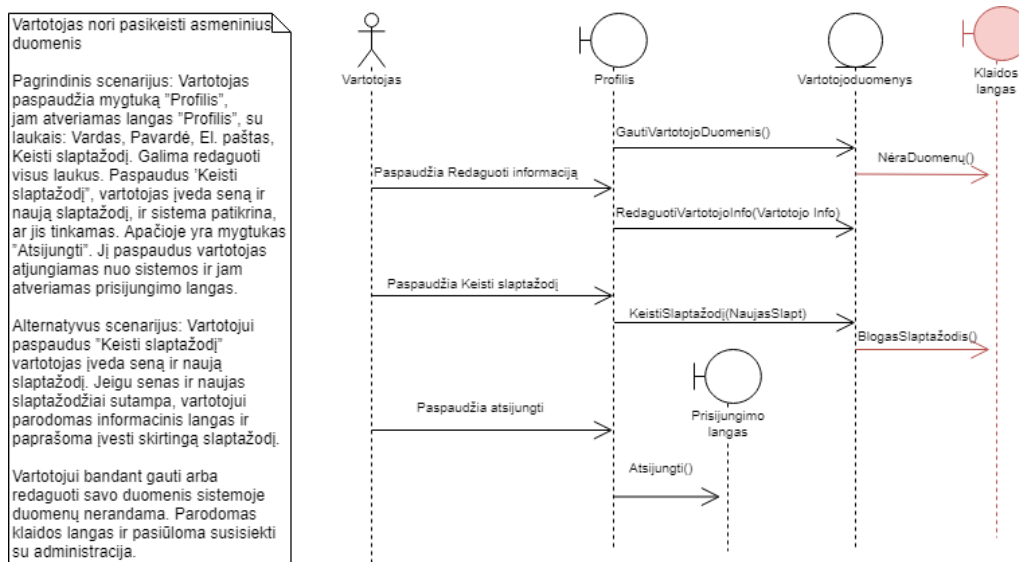 Vartotojas nori pasikeisti asmeninius
duomenis
Pagrindinis scenarijus: Vartotojas
paspaudžia mygtuką "Profilis",
jam atveriamas langas "Profilis", su
laukais: Vardas, Pavardė, El. paštas,
Keisti slaptažodį. Galima redaguoti
visus laukus. Paspaudus 'Keisti
slaptažodį", vartotojas įveda seną ir
naują slaptažodį, ir sistema patikrina,
ar jis tinkamas. Apačioje yra mygtukas
"Atsijungti". Jį paspaudus vartotojas
atjungiamas nuo sistemos ir jam
atveriamas prisijungimo langas.
Alternatyvus scenarijus: Vartotojui
paspaudus "Keisti slaptažodį"
vartotojas įveda seną ir naują
slaptažodį. Jeigu senas ir naujas
slaptažodžiai sutampa, vartotojui
parodomas informacinis langas ir
paprašoma įvesti skirtingą slaptažodį.
Vartotojui bandant gauti arba
redaguoti savo duomenis sistemoje
duomenų nerandama. Parodomas
klaidos langas ir pasiūloma susisiekti
su administracija.
Vartotojas
Profilis
Vartotojoduomenys
Klaidos
langas
GautiVartotojoDuomenis()
NėraDuomenų()
Paspaudžia Redaguoti informaciją
RedaguotiVartotojoInfo(Vartotojo Info)
Paspaudžia Keisti slaptažodį
KeistiSlaptažodį(NaujasSlapt)
BlogasSlaptažodis()
Paspaudžia atsijungti
Prisijungimo
langas
Atsijungti()